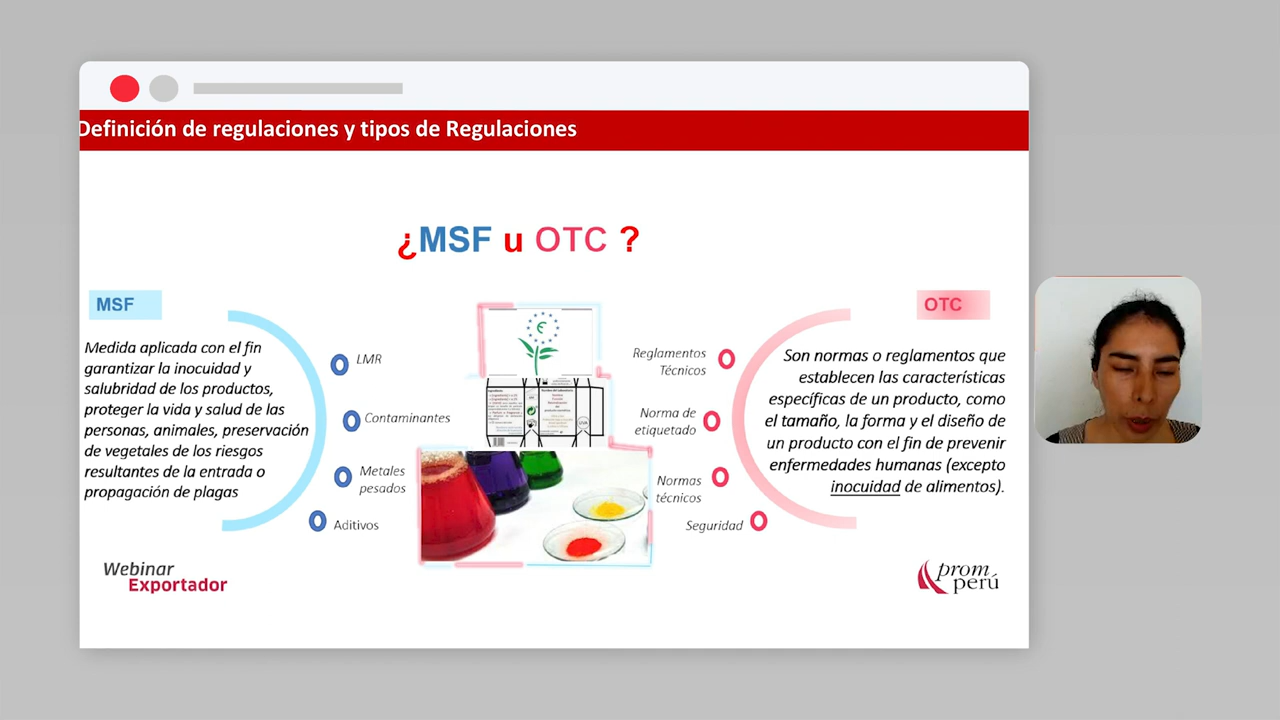 Definición de regulaciones y tipos de Regulaciones
¿MSF u OTC ?
MSF
Medida aplicada con el fin
garantizar la inocuidad y
salubridad de los productos,
proteger la vida y salud de las
personas, animales, preservación
de vegetales de los riesgos
resultantes de la entrada o
propagación de plagas
LMR
Contaminantes
Metales
pesados
Aditivos
Reglamentos
Técnicos
Norma de
etiquetado
Normas
técnicos
Seguridad
OTC
Son normas o reglamentos que
establecen las características
específicas de un producto, como
el tamaño, la forma y el diseño de
un producto con el fin de prevenir
enfermedades humanas (excepto
inocuidad de alimentos).
Webinar
Exportador
prom
perú